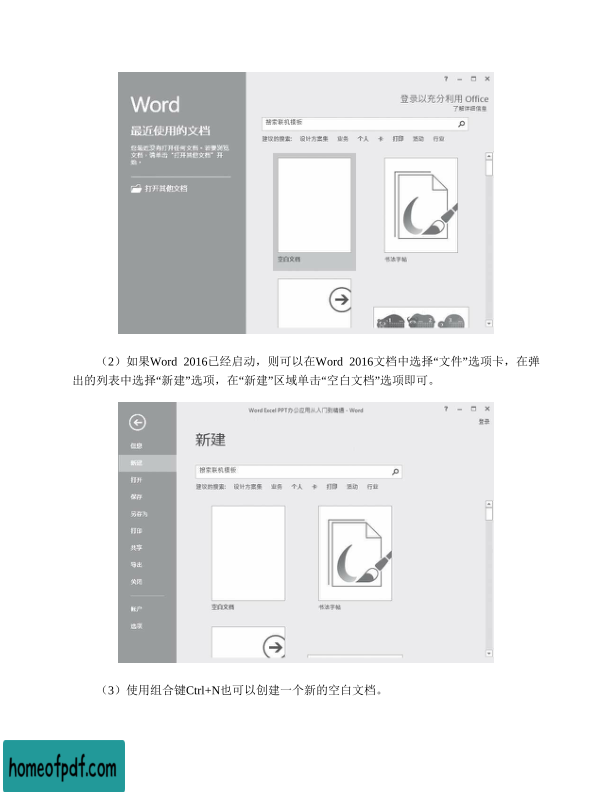 Word
最近使用的文档
你最近没有打开任何文档。若要浏览
文档，请单击“打开其他文档”开
始。
打开其他文档
登录以充分利用 Office
了解详细信息
搜索联机模板
建议的搜索: 设计方案集 业务 个人 卡 打印 活动 行业
空白文档
书法字帖
（2）如果Word 2016已经启动，则可以在Word 2016文档中选择“文件”选项卡，在弹
出的列表中选择“新建”选项，在“新建”区域单击“空白文档”选项即可。
Word Excel PPT办公应用从入门到精通 - Word
登录
信息
新建
打开
保存
另存为
打印
共享
导出
关闭
帐户
选项
新建
搜索联机模板
建议的搜索: 设计方案集 业务 个人 卡 打印 活动 行业
空白文档
书法字帖
（3）使用组合键Ctrl+N也可以创建一个新的空白文档。
homeofpdf.com